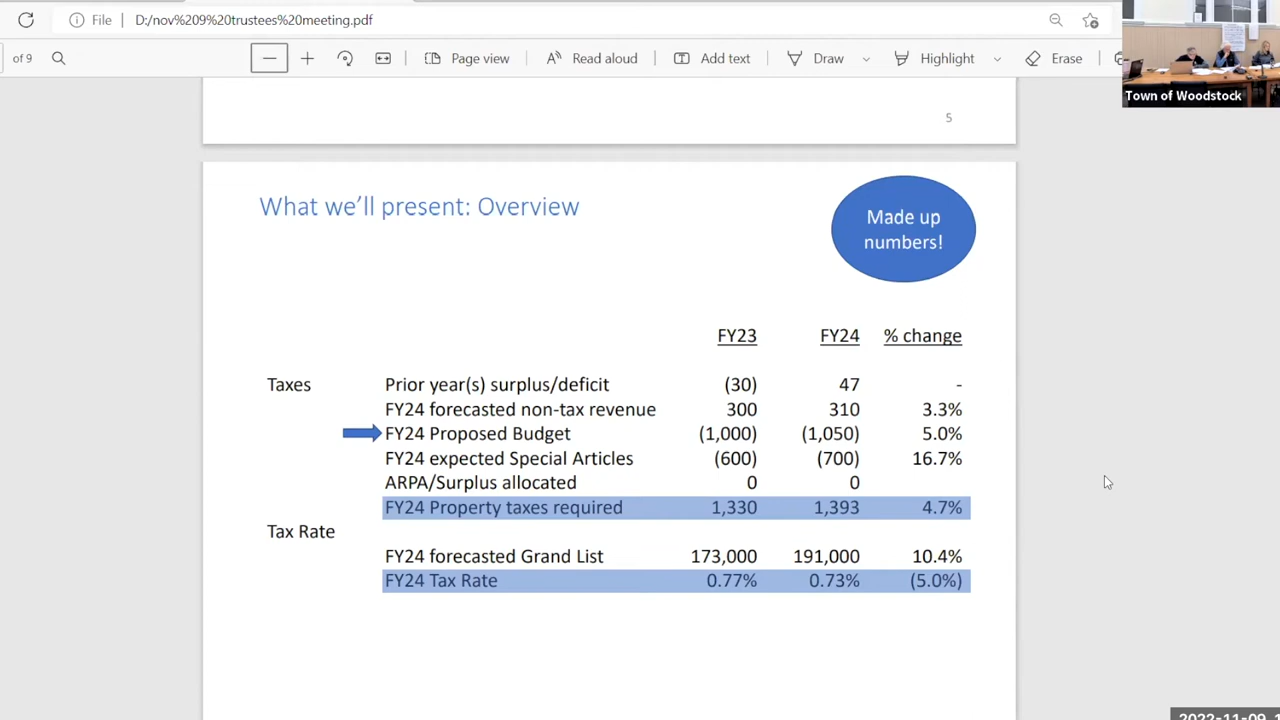 File D:/nov%209%20trustees%20meeting.pdf
of 9 Page view Read aloud Add text Draw Highlight Erase
Town of Woodstock
5
What we'll present: Overview
Made up
numbers!
FY23 FY24 % change
Taxes Prior year(s) surplus/deficit (30) 47 -
FY24 forecasted non-tax revenue 300 310 3.3%
FY24 Proposed Budget (1,000) (1,050) 5.0%
FY24 expected Special Articles (600) (700) 16.7%
ARPA/Surplus allocated 0 0
FY24 Property taxes required 1,330 1,393 4.7%
Tax Rate
FY24 forecasted Grand List 173,000 191,000 10.4%
FY24 Tax Rate 0.77% 0.73% (5.0%)
2022-11-09